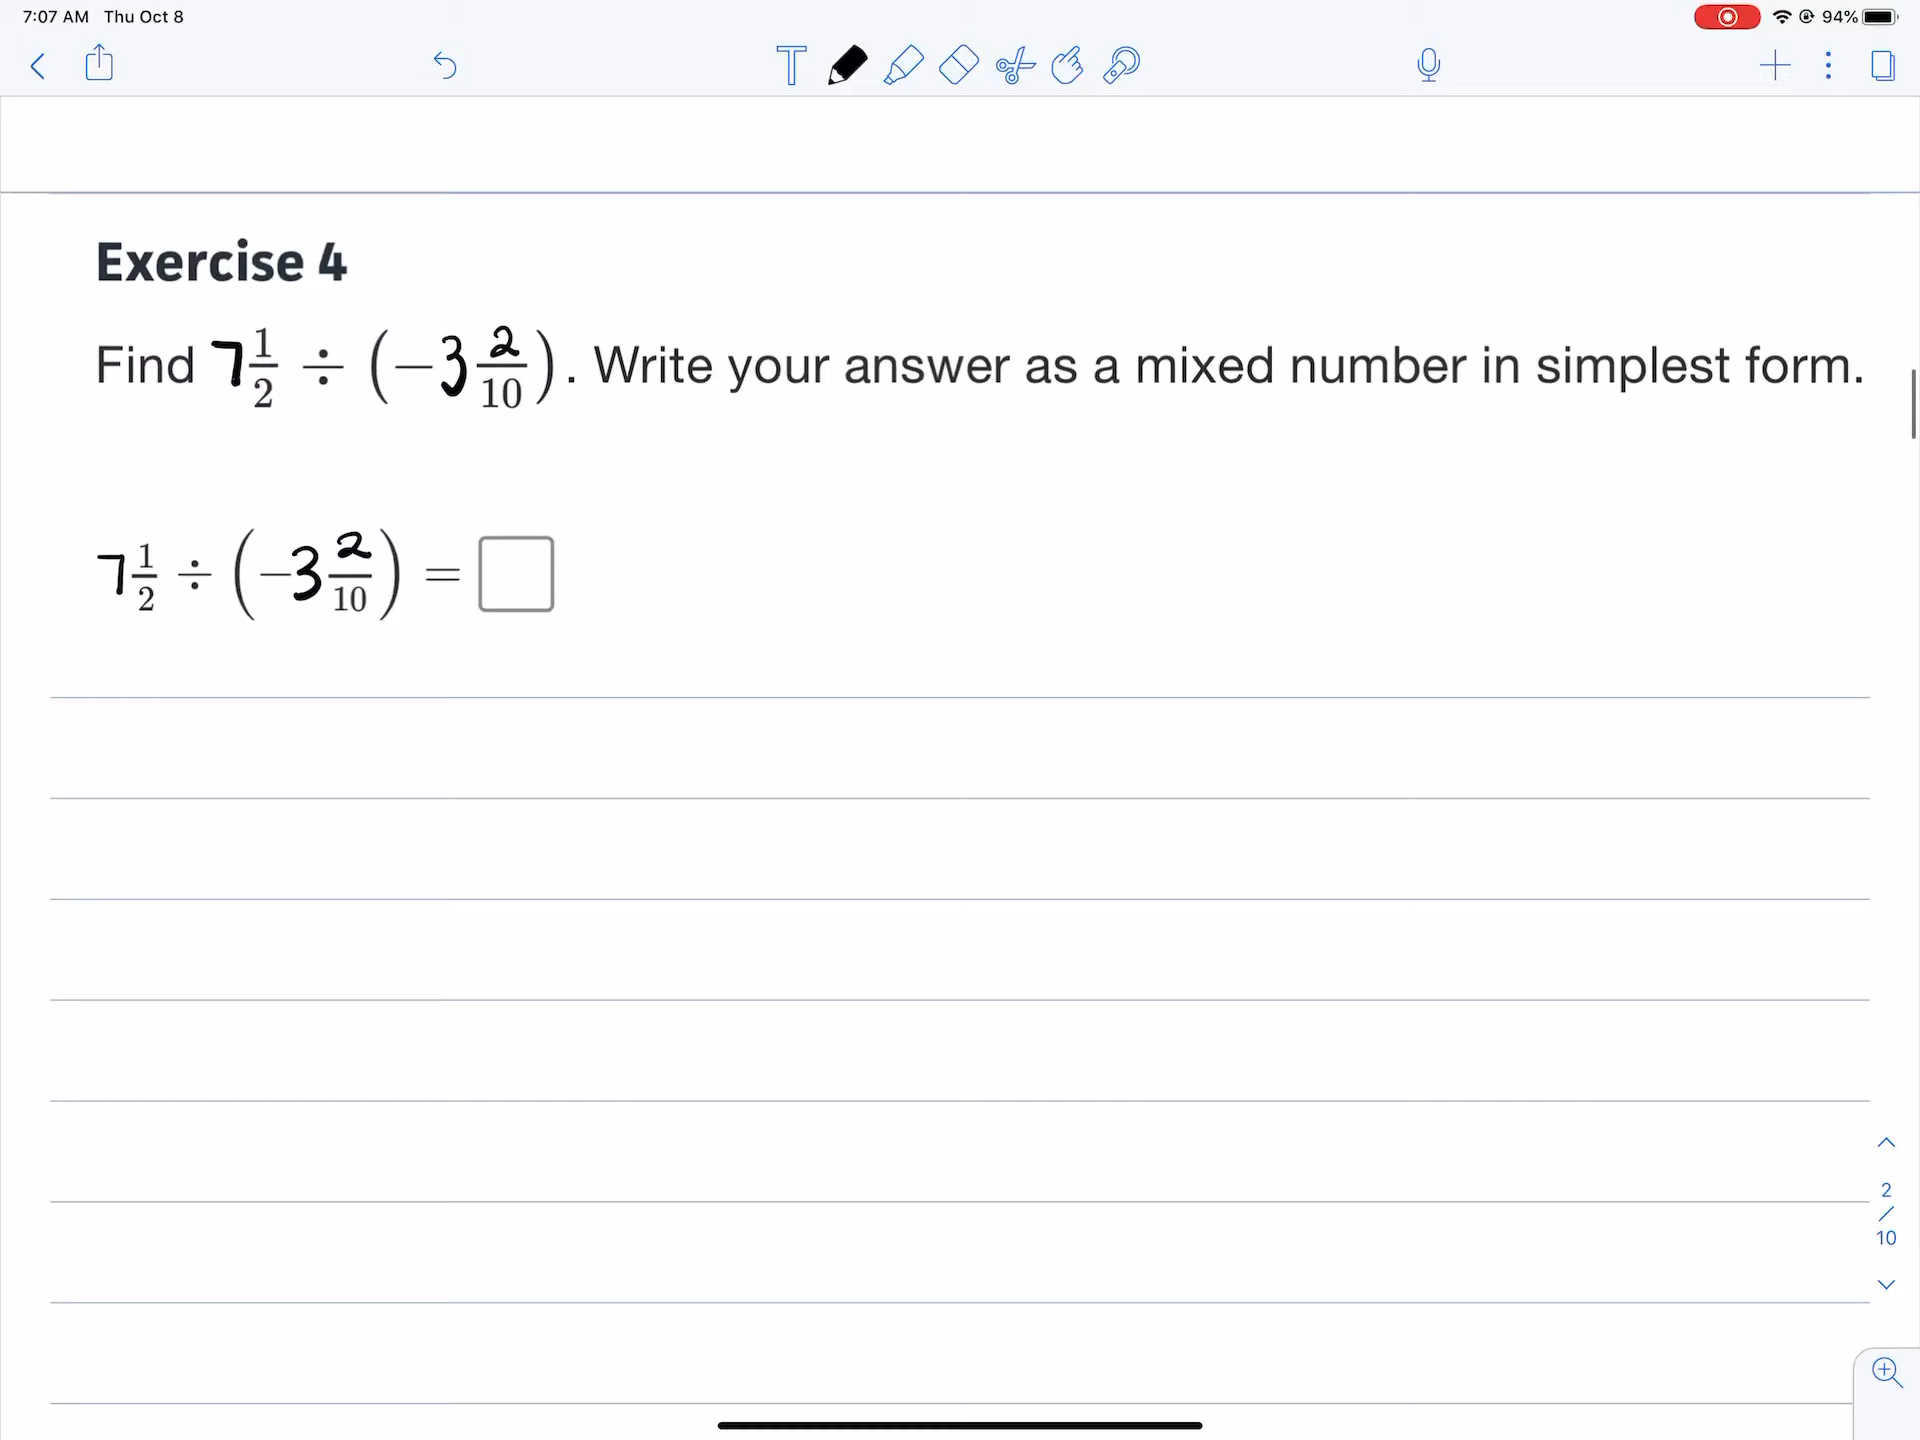 7:07 AM Thu Oct 8
94%
T
Exercise 4
Find 7 1/2 ÷ (−3 2/10). Write your answer as a mixed number in simplest form.
7 1/2 ÷ (−3 2/10) = □
2
/
10